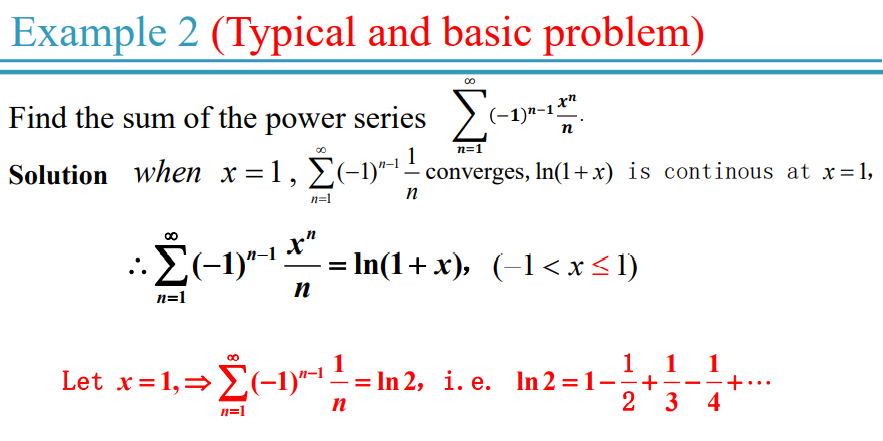 Example 2 (Typical and basic problem)
Find the sum of the power series $\sum_{n=1}^{\infty}(-1)^{n-1}\frac{x^n}{n}.$
Solution when $x=1$, $\sum_{n=1}^{\infty}(-1)^{n-1}\frac{1}{n}$ converges, $\ln(1+x)$ is continous at $x=1$,
$\therefore \sum_{n=1}^{\infty}(-1)^{n-1}\frac{x^n}{n}=\ln(1+x)$, $(-1<x\leq 1)$
Let $x=1$, $\Rightarrow \sum_{n=1}^{\infty}(-1)^{n-1}\frac{1}{n}=\ln 2$, i.e. $\ln 2=1-\frac{1}{2}+\frac{1}{3}-\frac{1}{4}+\cdots$